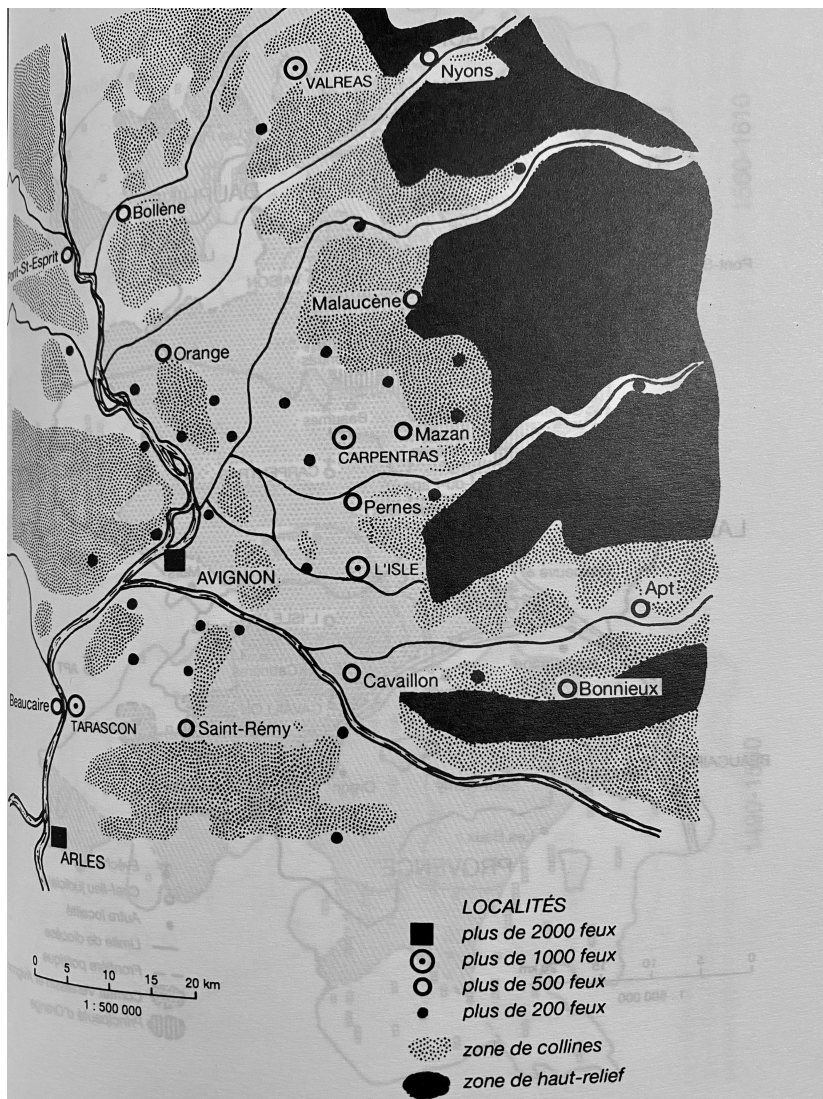 VALREAS
Nyons
Bollène
Pont-St-Esprit
Malaucène
Orange
Mazan
CARPENTRAS
Pernes
L'ISLE
AVIGNON
Apt
Cavaillon
Bonnieux
Beaucaire
TARASCON
Saint-Rémy
ARLES
LOCALITÉS
plus de 2000 feux
plus de 1000 feux
plus de 500 feux
plus de 200 feux
zone de collines
zone de haut-relief
0 5 10 15 20 km
1 : 500 000